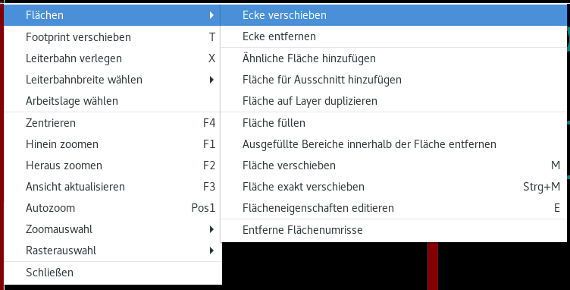 Flächen
Footprint verschieben T
Leiterbahn verlegen X
Leiterbahnbreite wählen
Arbeitslage wählen
Zentrieren F4
Hinein zoomen F1
Heraus zoomen F2
Ansicht aktualisieren F3
Autozoom Pos1
Zoomauswahl
Rasterauswahl
Schließen
Ecke verschieben
Ecke entfernen
Ähnliche Fläche hinzufügen
Fläche für Ausschnitt hinzufügen
Fläche auf Layer duplizieren
Fläche füllen
Ausgefüllte Bereiche innerhalb der Fläche entfernen
Fläche verschieben M
Fläche exakt verschieben Strg+M
Flächeneigenschaften editieren E
Entferne Flächenumrisse